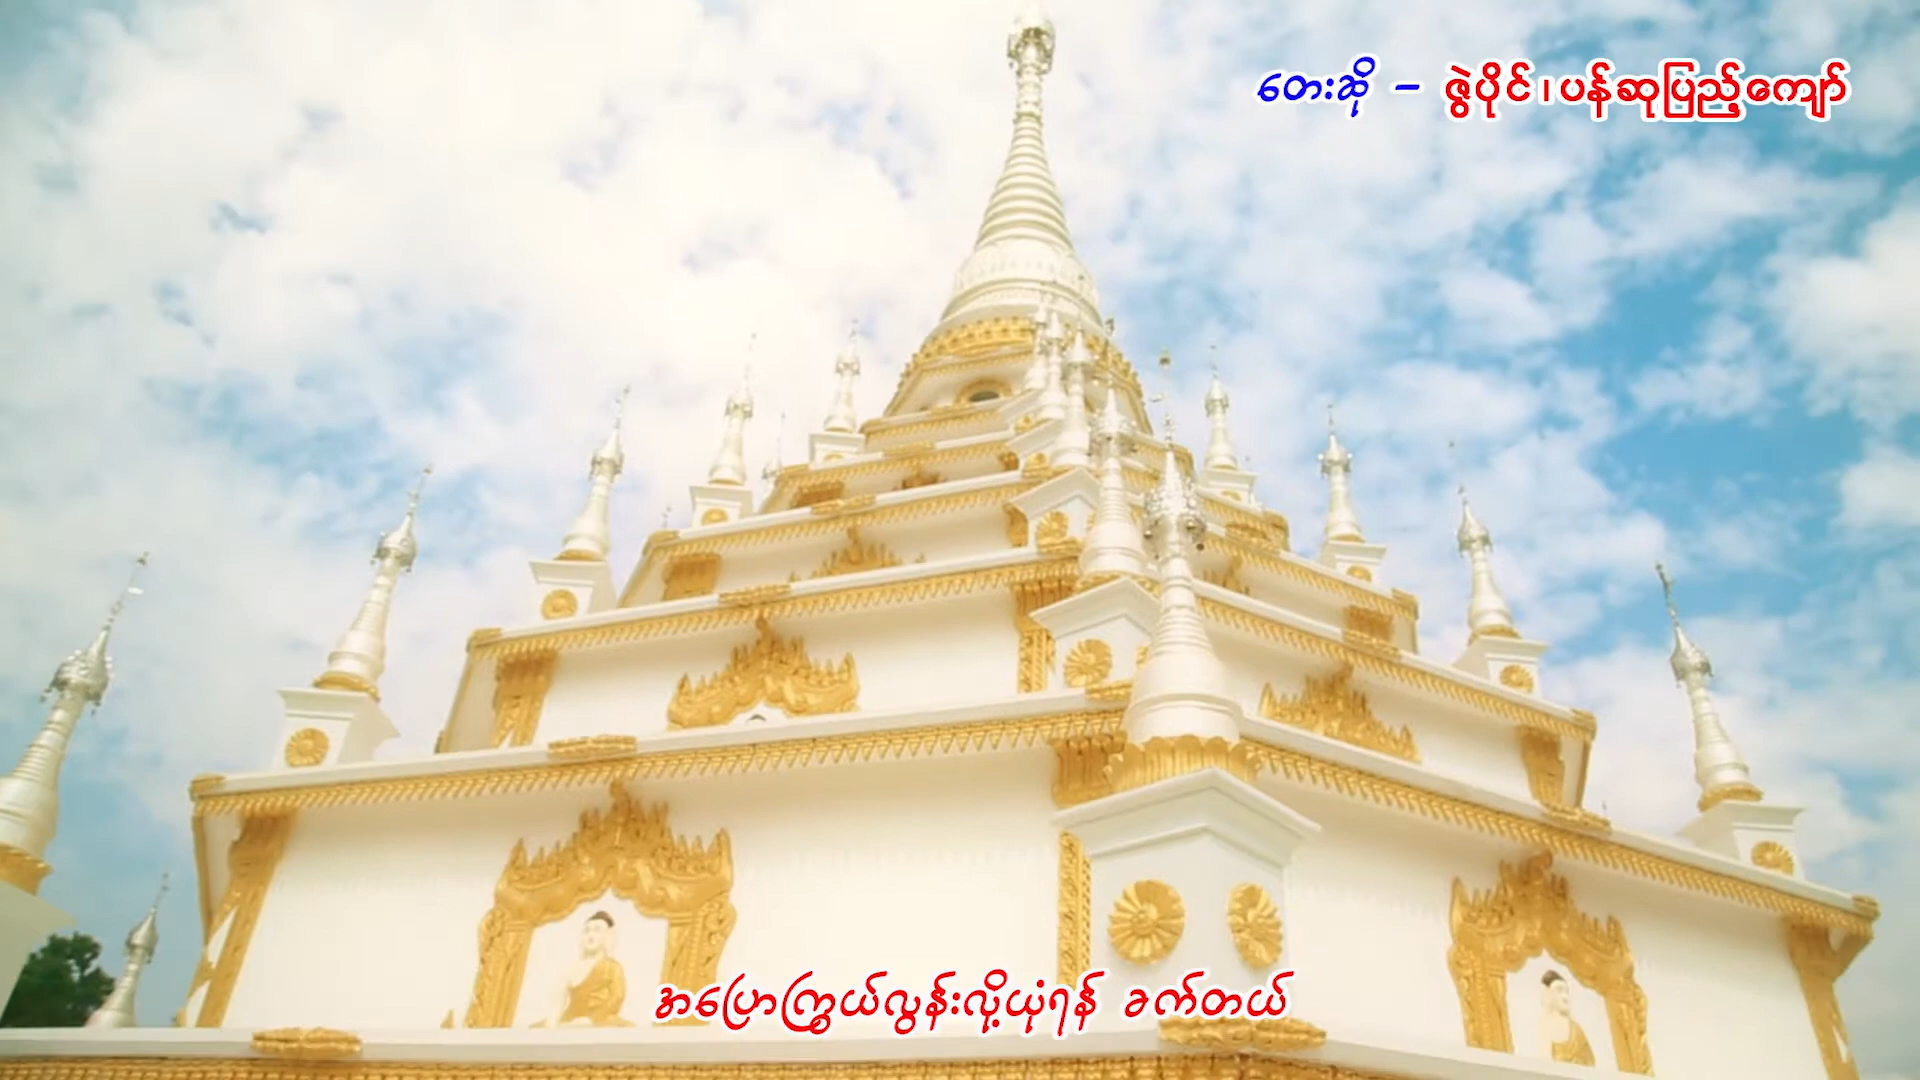 တေးဆို – ဇွဲပိုင်၊ပန်ဆုပြည့်ကျော်
အပြောကြွယ်လွန်းလို့ယုံရန် ခက်တယ်